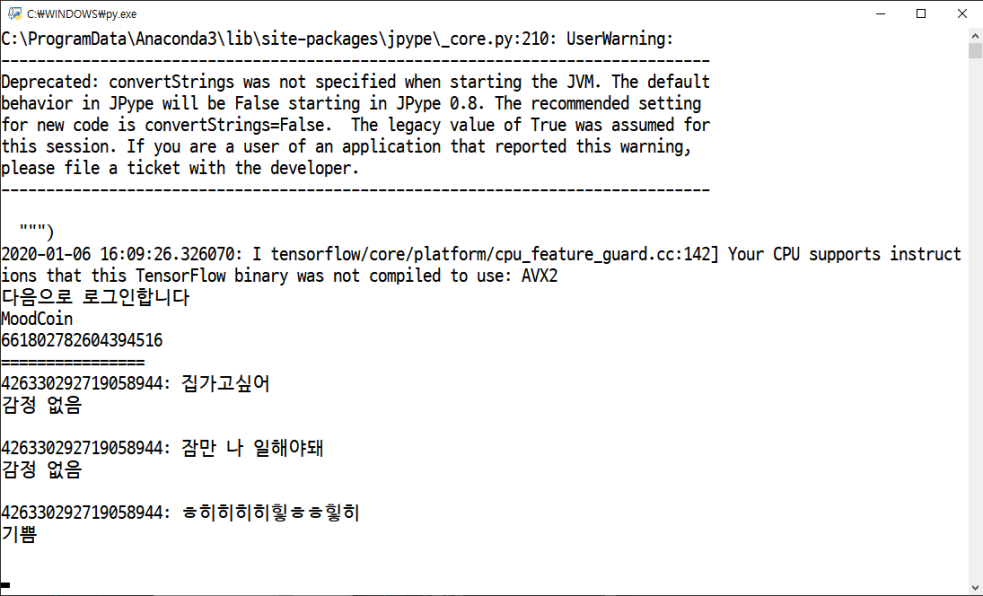 C:₩WINDOWS₩py.exe
C:\ProgramData\Anaconda3\lib\site-packages\jpype\_core.py:210: UserWarning:
-------------------------------------------------------------------------------
Deprecated: convertStrings was not specified when starting the JVM. The default
behavior in JPype will be False starting in JPype 0.8. The recommended setting
for new code is convertStrings=False.  The legacy value of True was assumed for
this session. If you are a user of an application that reported this warning,
please file a ticket with the developer.
-------------------------------------------------------------------------------
  """)
2020-01-06 16:09:26.326070: I tensorflow/core/platform/cpu_feature_guard.cc:142] Your CPU supports instruct
ions that this TensorFlow binary was not compiled to use: AVX2
다음으로 로그인합니다
MoodCoin
661802782604394516
================
426330292719058944: 집가고싶어
감정 없음
426330292719058944: 잠만 나 일해야돼
감정 없음
426330292719058944: ㅎ히히히히힣ㅎㅎ힣히
기쁨